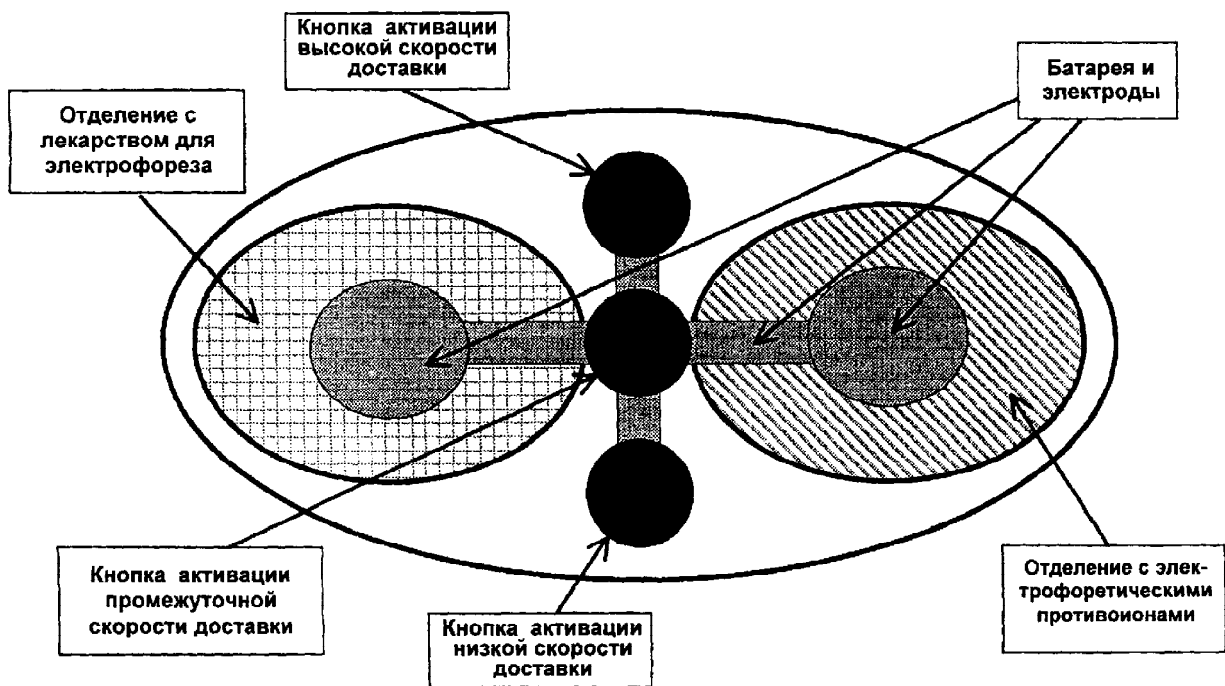 Кнопка активации
высокой скорости
доставки
Батарея и
электроды
Отделение с
лекарством для
электрофореза
Кнопка активации
промежуточной
скорости доставки
Кнопка активации
низкой скорости
доставки
Отделение с элек-
трофоретическими
противоионами